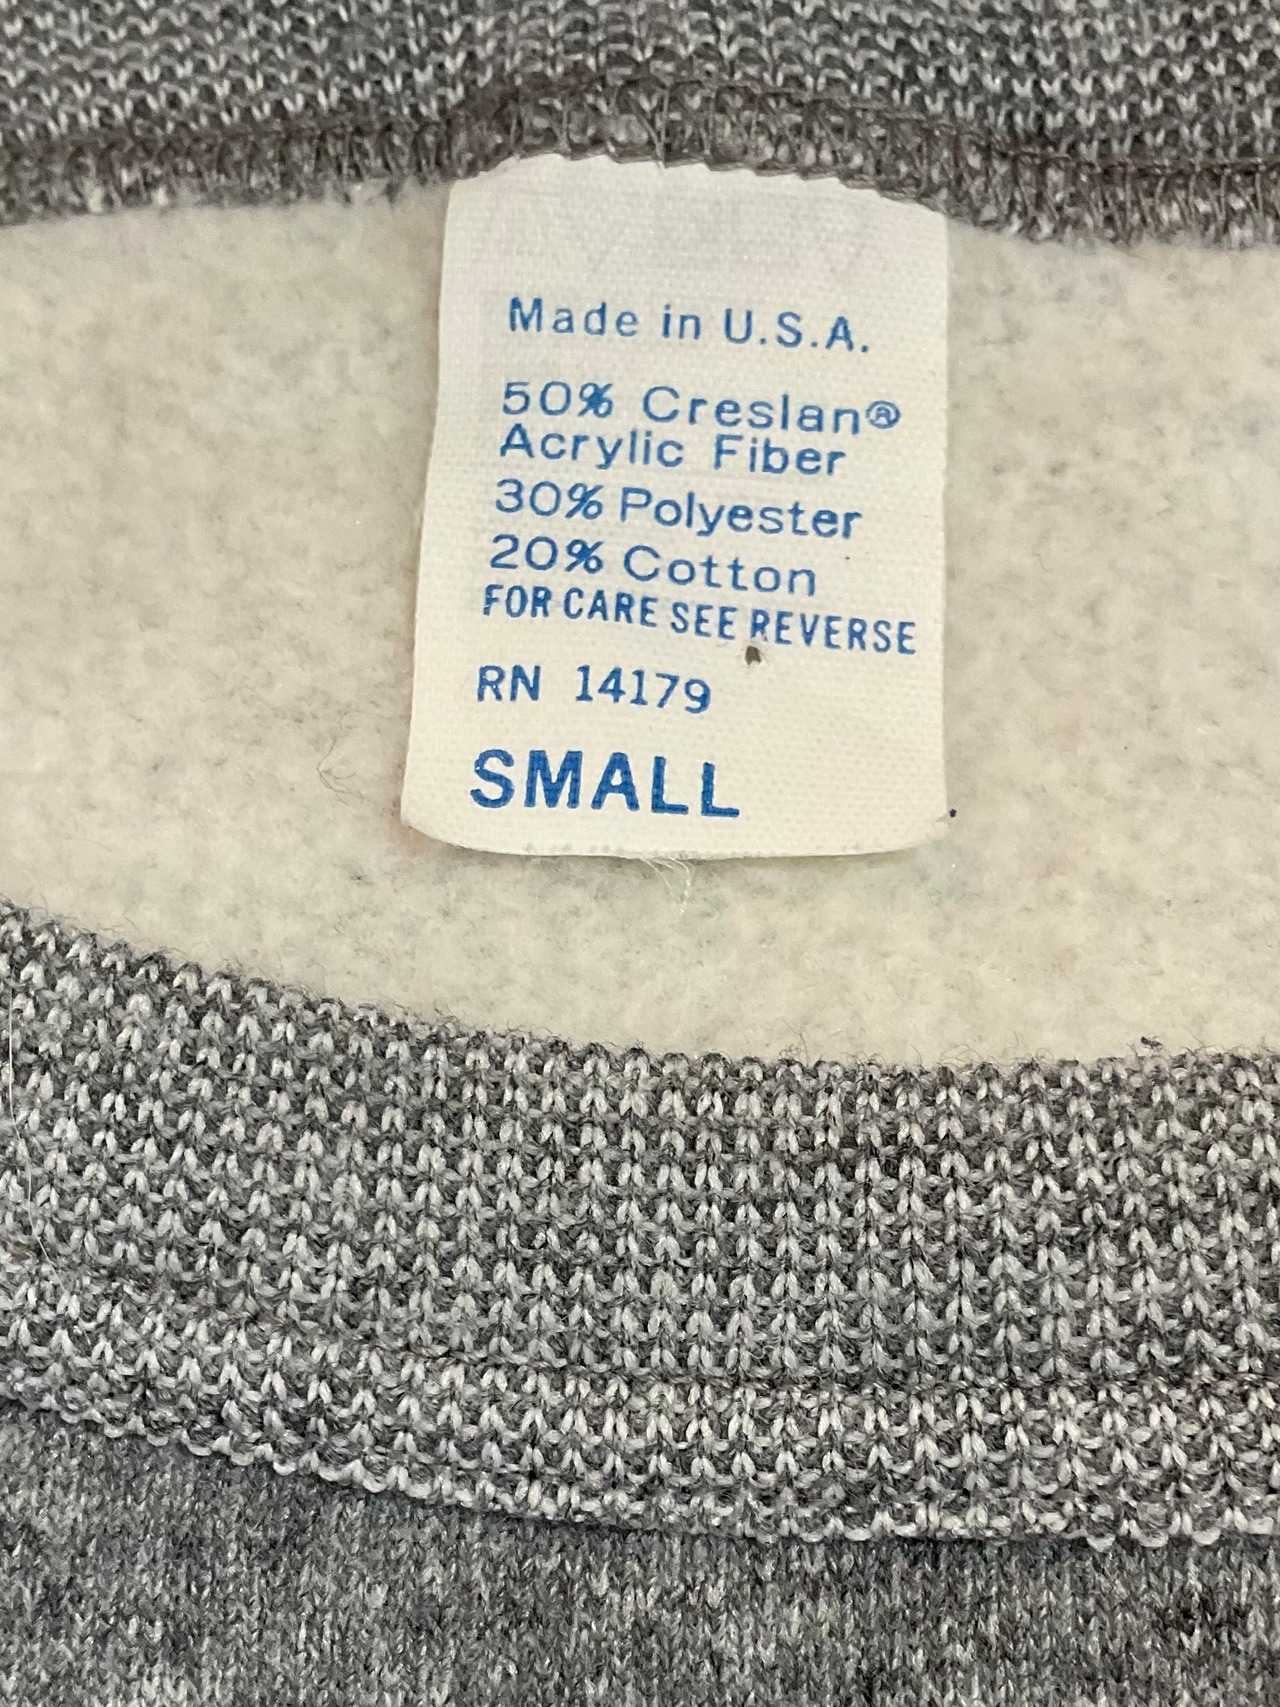 Made in U.S.A.
50% Creslan®
Acrylic Fiber
30% Polyester
20% Cotton
FOR CARE SEE REVERSE
RN 14179
SMALL